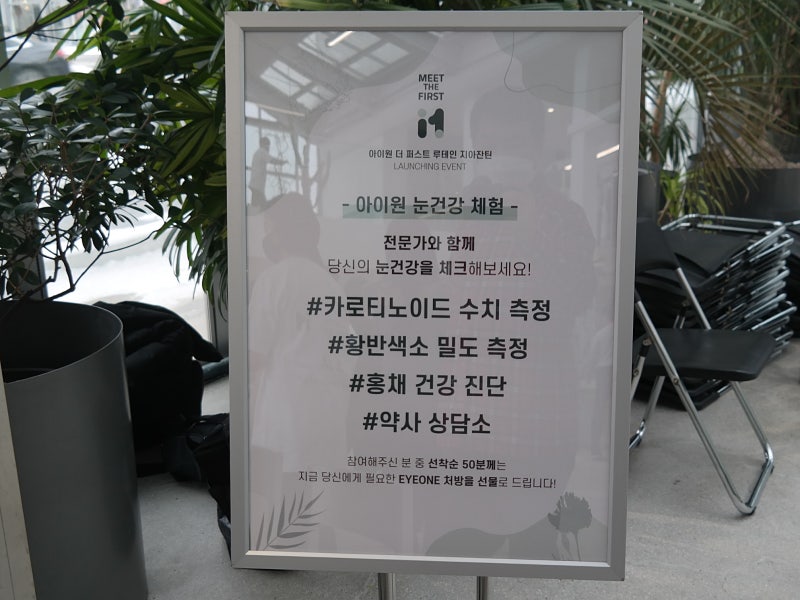 MEET
THE
FIRST
i1
아이원 더 퍼스트 루테인 지아잔틴
LAUNCHING EVENT
- 아이원 눈건강 체험 -
전문가와 함께
당신의 눈건강을 체크해보세요!
#카로티노이드 수치 측정
#황반색소 밀도 측정
#홍채 건강 진단
#약사 상담소
참여해주신 분 중 선착순 50분께는
지금 당신에게 필요한 EYEONE 처방을 선물로 드립니다!